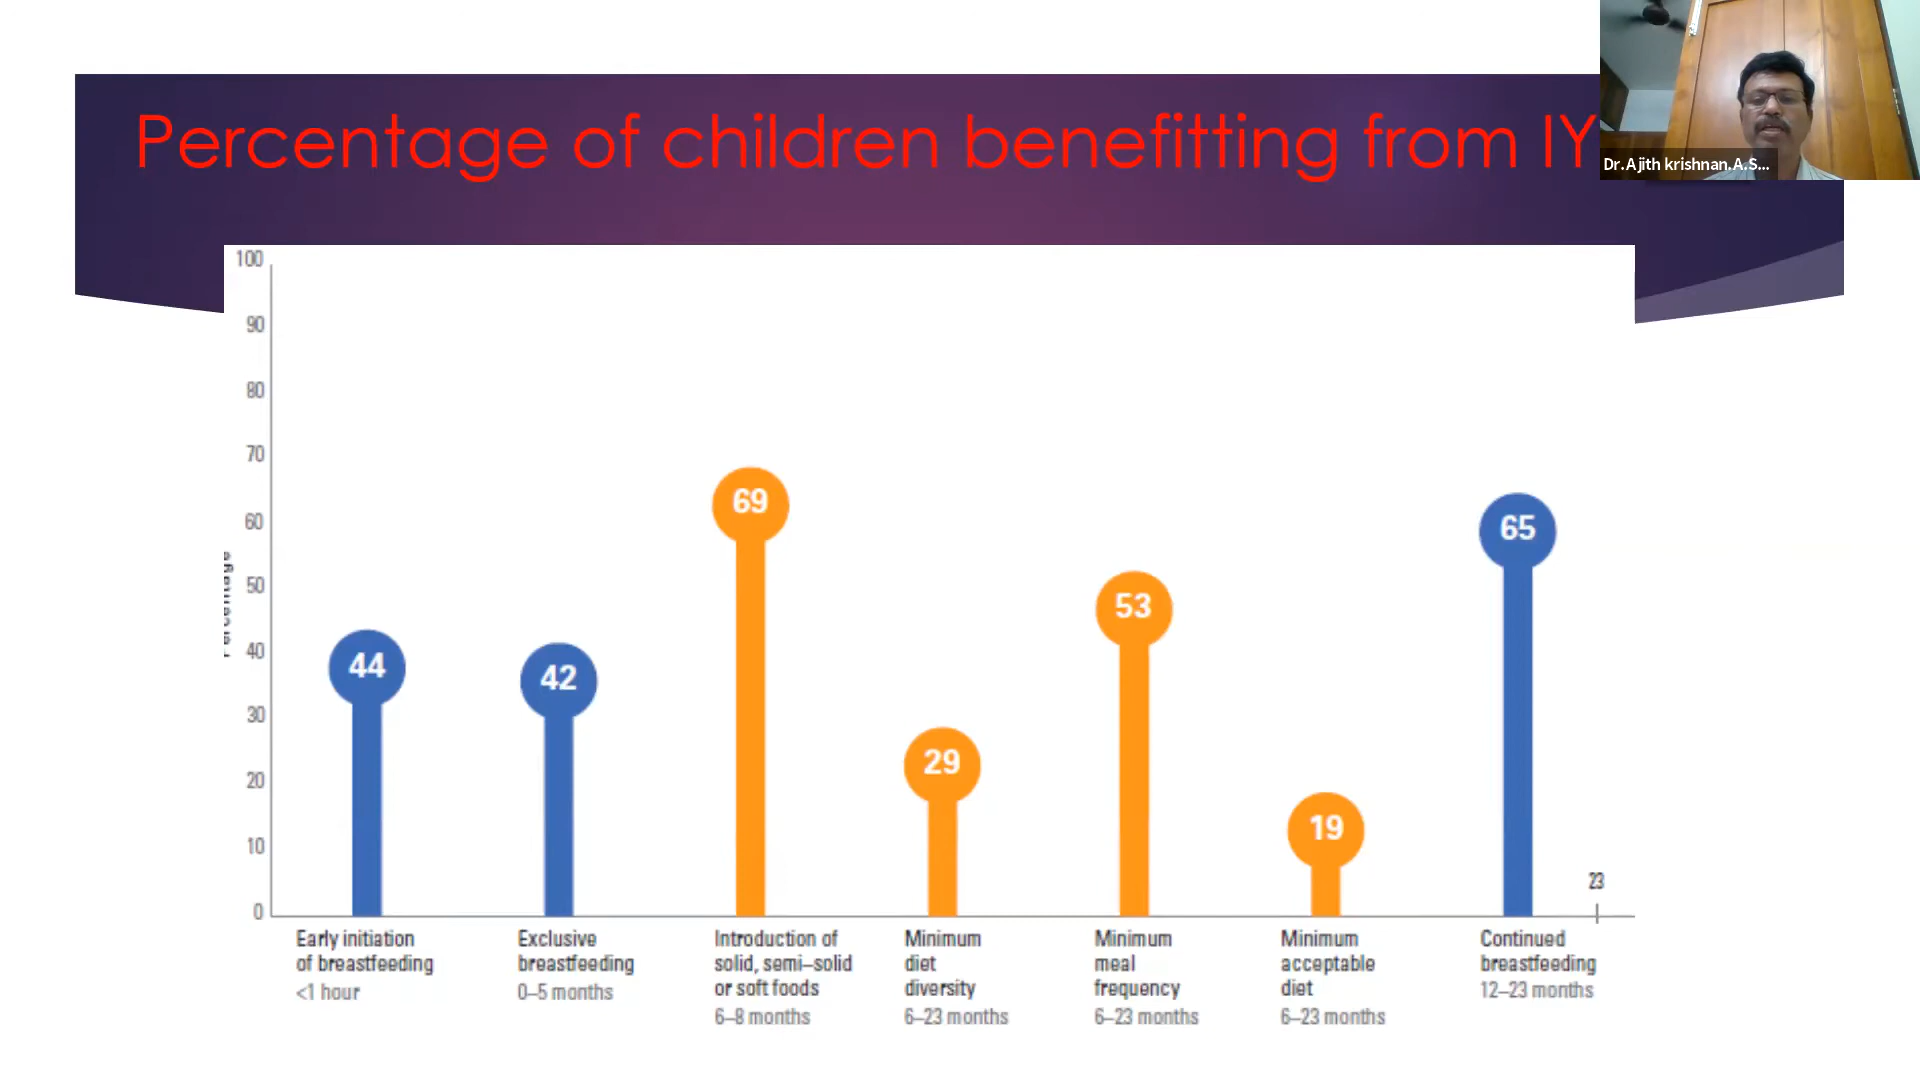 Percentage of children benefitting from IY
Dr.Ajith krishnan.A.S...
100
90
80
70
60
50
40
30
20
10
0
Percentage
44
42
69
29
53
19
65
23
Early initiation
of breastfeeding
<1 hour
Exclusive
breastfeeding
0–5 months
Introduction of
solid, semi–solid
or soft foods
6–8 months
Minimum
diet
diversity
6–23 months
Minimum
meal
frequency
6–23 months
Minimum
acceptable
diet
6–23 months
Continued
breastfeeding
12–23 months